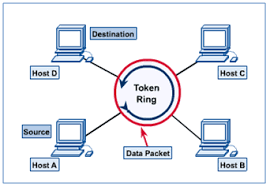 Destination
Host D
Host C
Token
Ring
Source
Host A
Data Packet
Host B